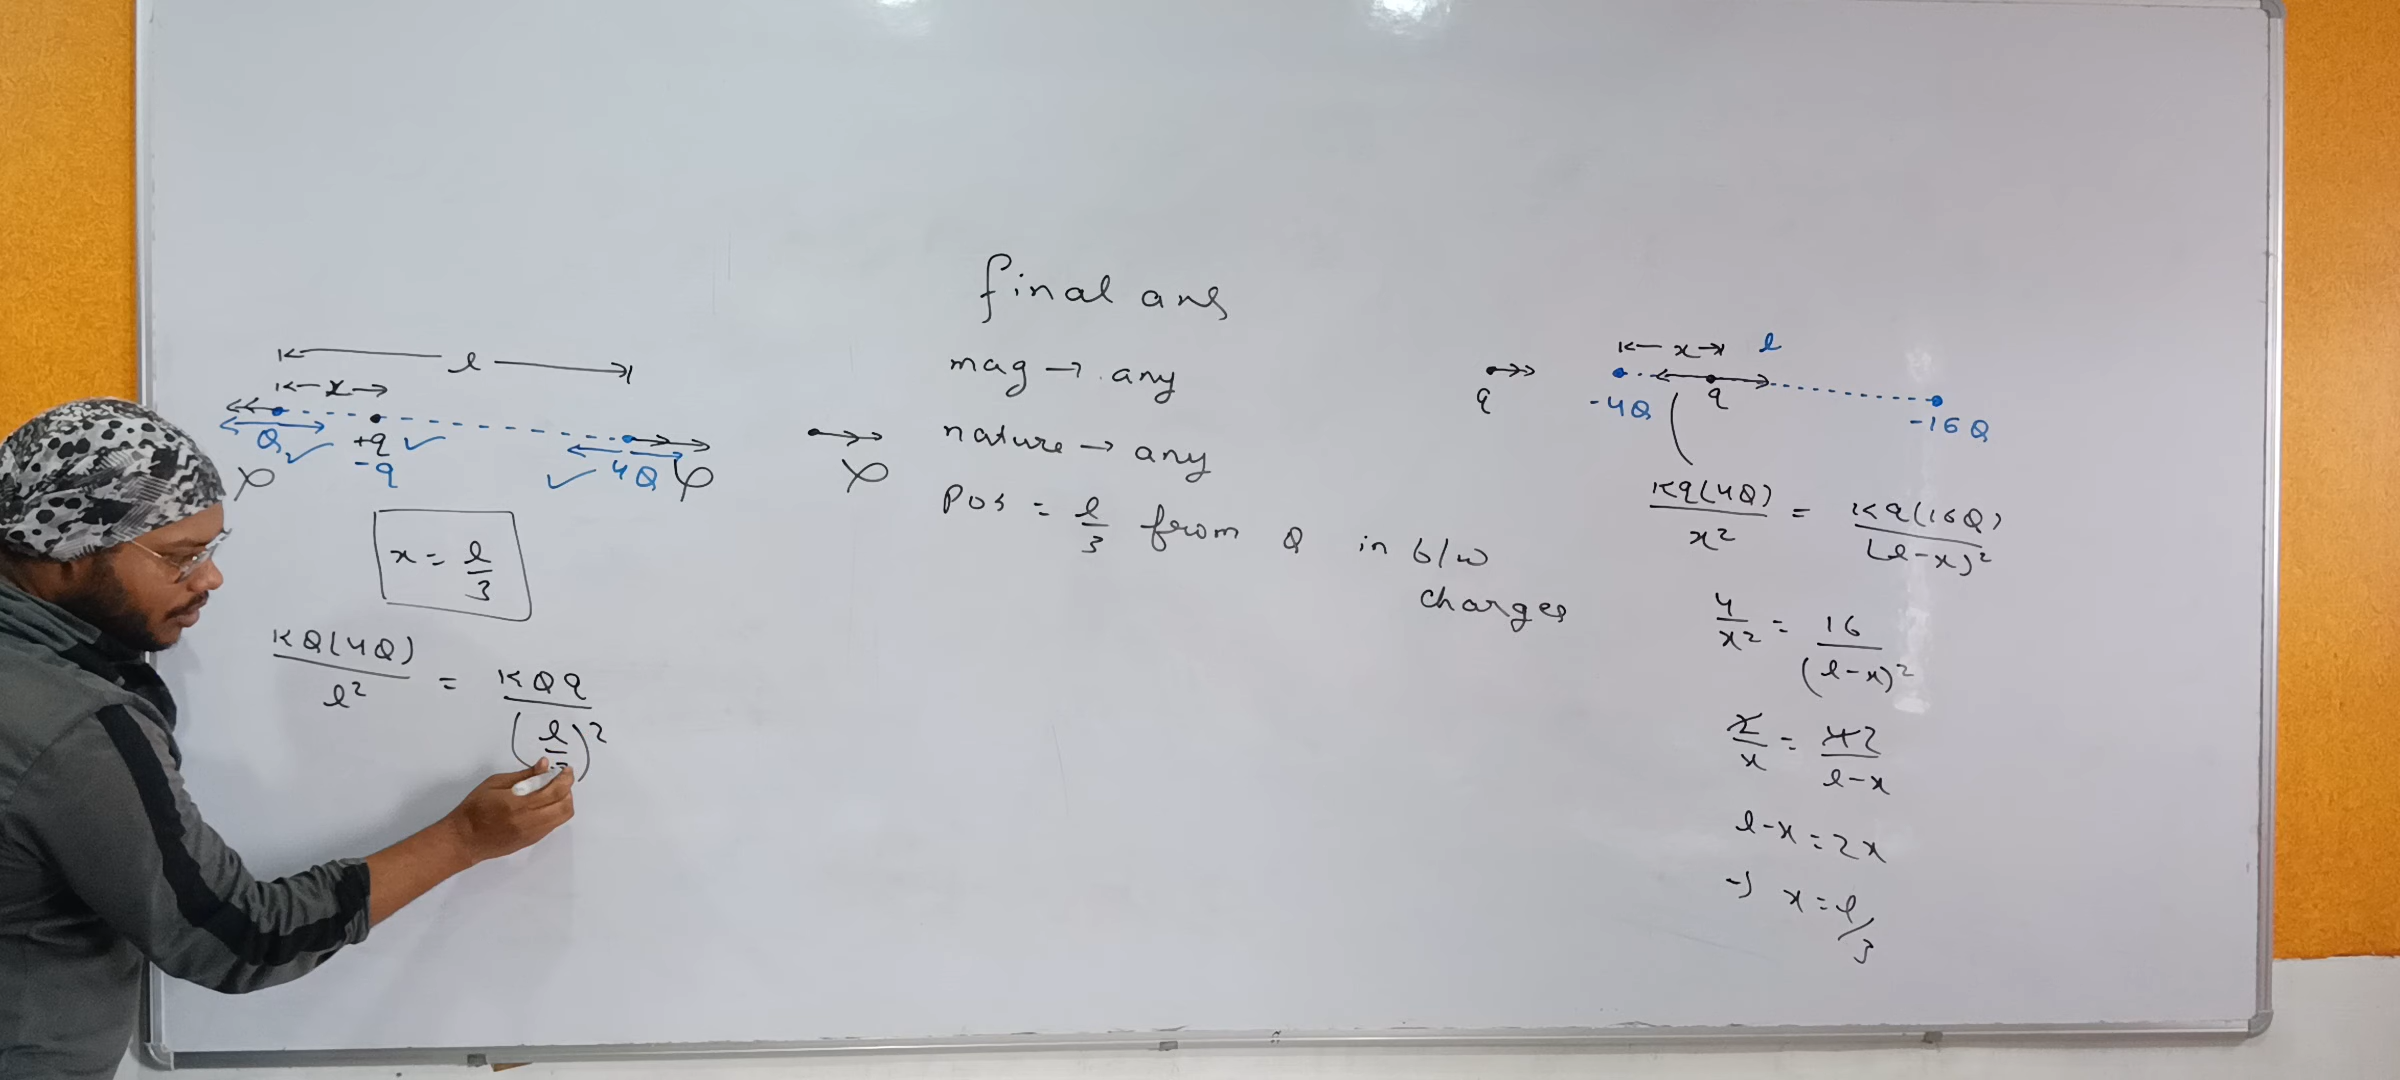 l
x
Q
+q
-q
4Q
x = l/3
KQ(4Q)/l² = KQq/(l/3)²
final ans
mag → any
nature → any
Pos = l/3 from Q in b/w
charges
q
x
l
-4Q
q
-16Q
Kq(4Q)/x² = Kq(16Q)/(l-x)²
4/x² = 16/(l-x)²
2/x = 42/l-x
l-x = 2x
→ x = l/3